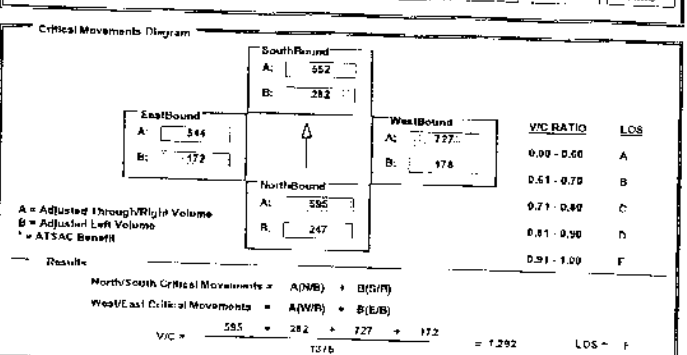 Critical Movements Diagram
SouthBound
A: 552
B: 282
EastBound
A: 544
B: 172
WestBound
A: 727
B: 178
NorthBound
A: 595
B: 247
V/C RATIO LOS
0.00 - 0.60 A
0.61 - 0.70 B
0.71 - 0.80 C
0.81 - 0.90 D
0.91 - 1.00 E
A = Adjusted Through/Right Volume
B = Adjusted Left Volume
* = ATSAC Benefit
Results
North/South Critical Movements = A(N/B) + B(S/B)
West/East Critical Movements = A(W/B) + B(E/B)
V/C = 595 + 282 + 727 + 172 = 1.292 LOS = F
1375